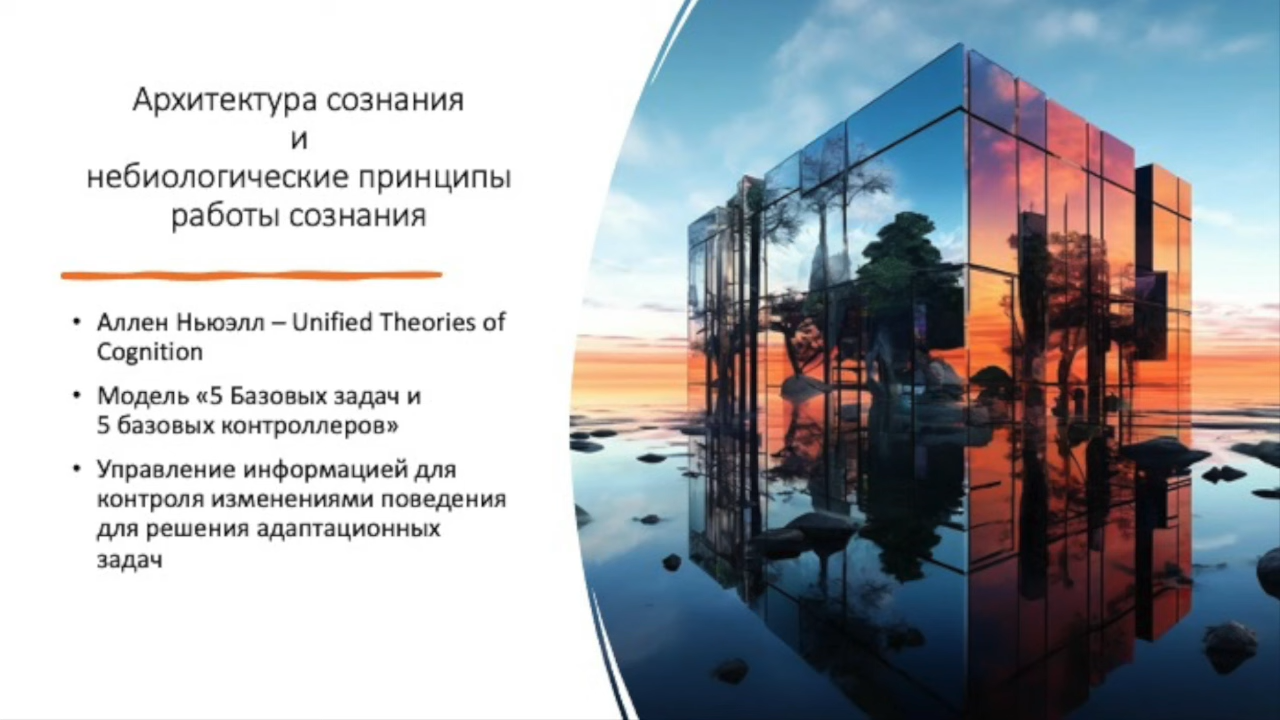 Архитектура сознания
и
небиологические принципы
работы сознания
• Аллен Ньюэлл – Unified Theories of
Cognition
• Модель «5 Базовых задач и
5 базовых контроллеров»
• Управление информацией для
контроля изменениями поведения
для решения адаптационных
задач